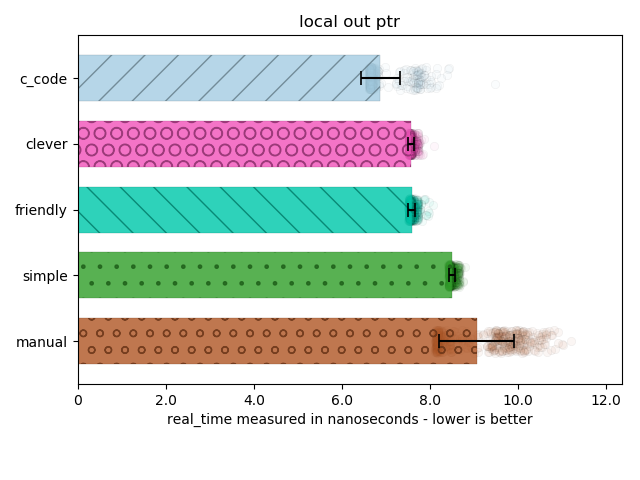 local out ptr
c_code
clever
friendly
simple
manual
0 2.0 4.0 6.0 8.0 10.0 12.0
real_time measured in nanoseconds - lower is better